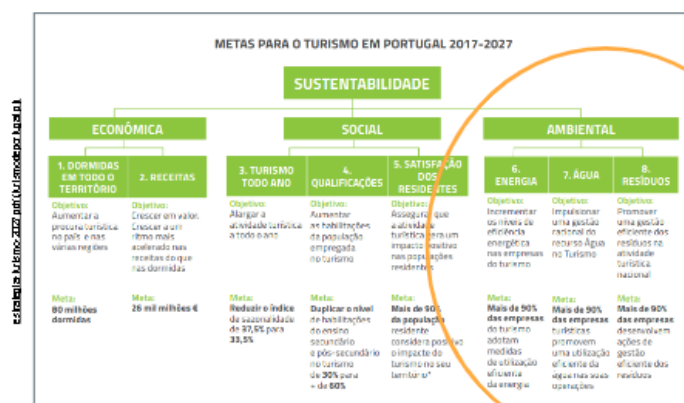 METAS PARA O TURISMO EM PORTUGAL 2017-2027
SUSTENTABILIDADE
ECONÓMICA
1. DORMIDAS
EM TODO O
TERRITÓRIO
Objetivo:
Aumentar a
procura turística
no país e nas
várias regiões
Meta:
80 milhões
dormidas
2. RECEITAS
Objetivo:
Crescer em valor.
Crescer a um
ritmo mais
acelerado nas
receitas do que
nas dormidas
Meta:
26 mil milhões €
SOCIAL
3. TURISMO
TODO ANO
Objetivo:
Alargar a
atividade turística
a todo o ano
Meta:
Reduzir o índice
de sazonalidade
de 37,5% para
33,5%
4.
QUALIFICAÇÕES
Objetivo:
Aumentar
as habilitações
da população
empregada
no turismo
Meta:
Duplicar o nível
de habilitações
do ensino
secundário
e pós-secundário
no turismo
de 30% para
+ de 60%
5. SATISFAÇÃO
DOS
RESIDENTES
Objetivo:
Assegurar que
a atividade
turística gera um
impacto positivo
nas populações
residentes
Meta:
Mais de 90%
da população
residente
considera positivo
o impacto do
turismo no seu
território*
AMBIENTAL
6.
ENERGIA
Objetivo:
Incrementar
os níveis de
eficiência
energética
nas empresas
do turismo
Meta:
Mais de 90%
das empresas
do turismo
adotam
medidas
de utilização
eficiente
da energia
7. ÁGUA
Objetivo:
Impulsionar
uma gestão
racional do
recurso Água
no Turismo
Meta:
Mais de 90%
das empresas
turísticas
promovem
uma utilização
eficiente da
água nas suas
operações
8.
RESÍDUOS
Objetivo:
Promover
uma gestão
eficiente dos
resíduos na
atividade
turística
nacional
Meta:
Mais de 90%
das empresas
desenvolvem
ações de
gestão
eficiente dos
resíduos